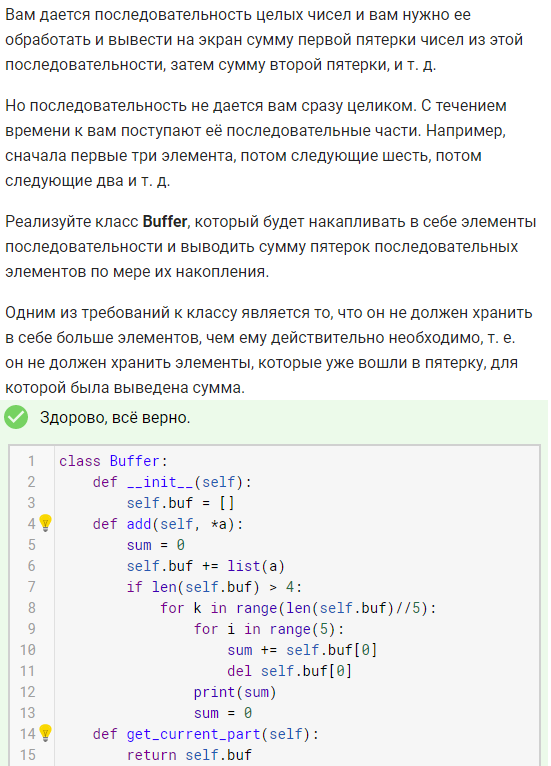 Вам дается последовательность целых чисел и вам нужно ее
обработать и вывести на экран сумму первой пятерки чисел из этой
последовательности, затем сумму второй пятерки, и т. д.
Но последовательность не дается вам сразу целиком. С течением
времени к вам поступают её последовательные части. Например,
сначала первые три элемента, потом следующие шесть, потом
следующие два и т. д.
Реализуйте класс Buffer, который будет накапливать в себе элементы
последовательности и выводить сумму пятерок последовательных
элементов по мере их накопления.
Одним из требований к классу является то, что он не должен хранить
в себе больше элементов, чем ему действительно необходимо, т. е.
он не должен хранить элементы, которые уже вошли в пятерку, для
которой была выведена сумма.
Здорово, всё верно.
1 class Buffer:
2     def __init__(self):
3         self.buf = []
4     def add(self, *a):
5         sum = 0
6         self.buf += list(a)
7         if len(self.buf) > 4:
8             for k in range(len(self.buf)//5):
9                 for i in range(5):
10                     sum += self.buf[0]
11                     del self.buf[0]
12                 print(sum)
13                 sum = 0
14     def get_current_part(self):
15         return self.buf